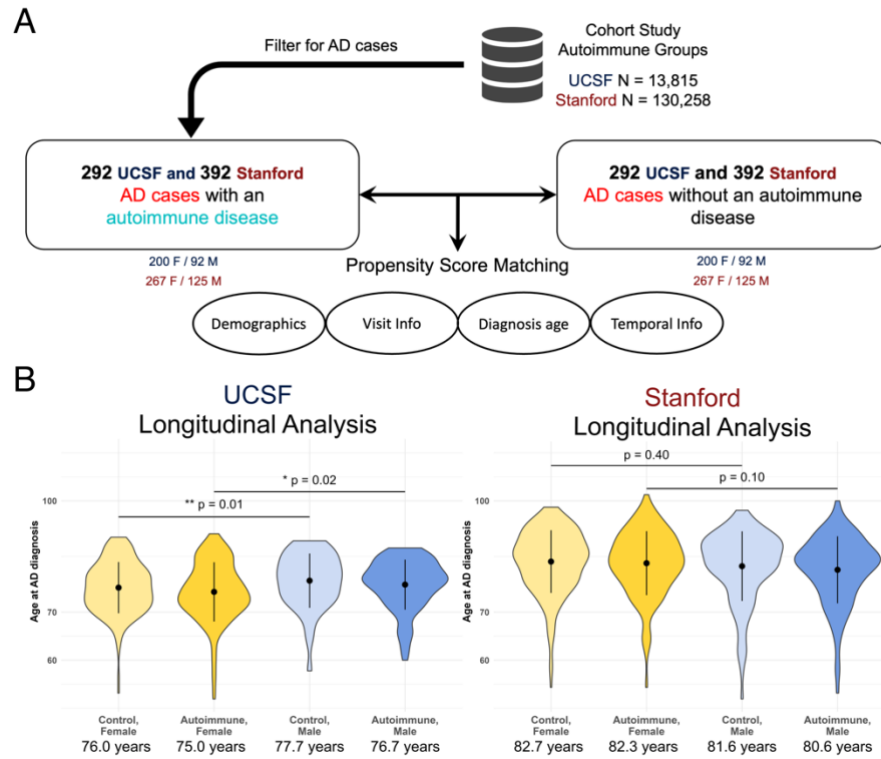 A
Filter for AD cases
Cohort Study
Autoimmune Groups
UCSF N = 13,815
Stanford N = 130,258
292 UCSF and 392 Stanford
AD cases with an
autoimmune disease
292 UCSF and 392 Stanford
AD cases without an autoimmune
disease
200 F / 92 M
267 F / 125 M
Propensity Score Matching
200 F / 92 M
267 F / 125 M
Demographics
Visit Info
Diagnosis age
Temporal Info
B
UCSF
Longitudinal Analysis
* p = 0.02
** p = 0.01
Age at AD diagnosis
100
70
60
Control,
Female
76.0 years
Autoimmune,
Female
75.0 years
Control,
Male
77.7 years
Autoimmune,
Male
76.7 years
Stanford
Longitudinal Analysis
p = 0.40
p = 0.10
Age at AD diagnosis
100
70
60
Control,
Female
82.7 years
Autoimmune,
Female
82.3 years
Control,
Male
81.6 years
Autoimmune,
Male
80.6 years